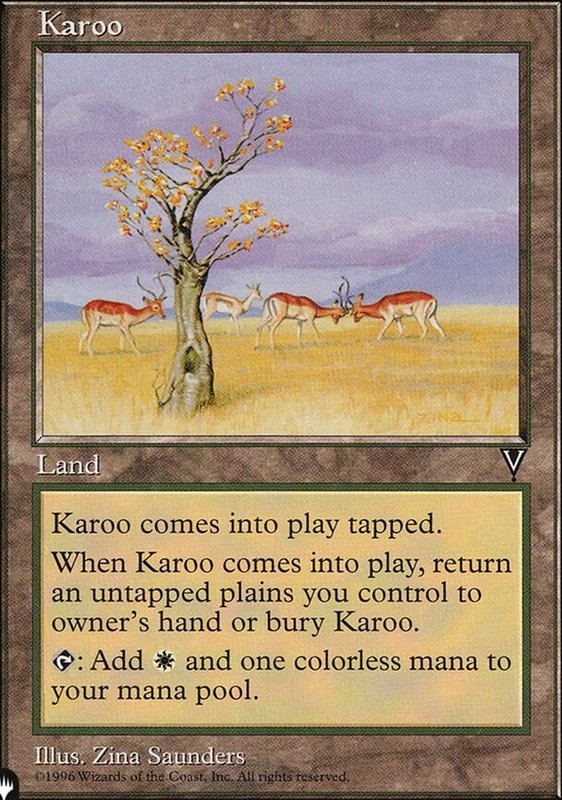 Karoo
ZINA
Land
V
Karoo comes into play tapped.
When Karoo comes into play, return
an untapped plains you control to
owner's hand or bury Karoo.
: Add and one colorless mana to
your mana pool.
Illus. Zina Saunders
©1996 Wizards of the Coast, Inc. All rights reserved.